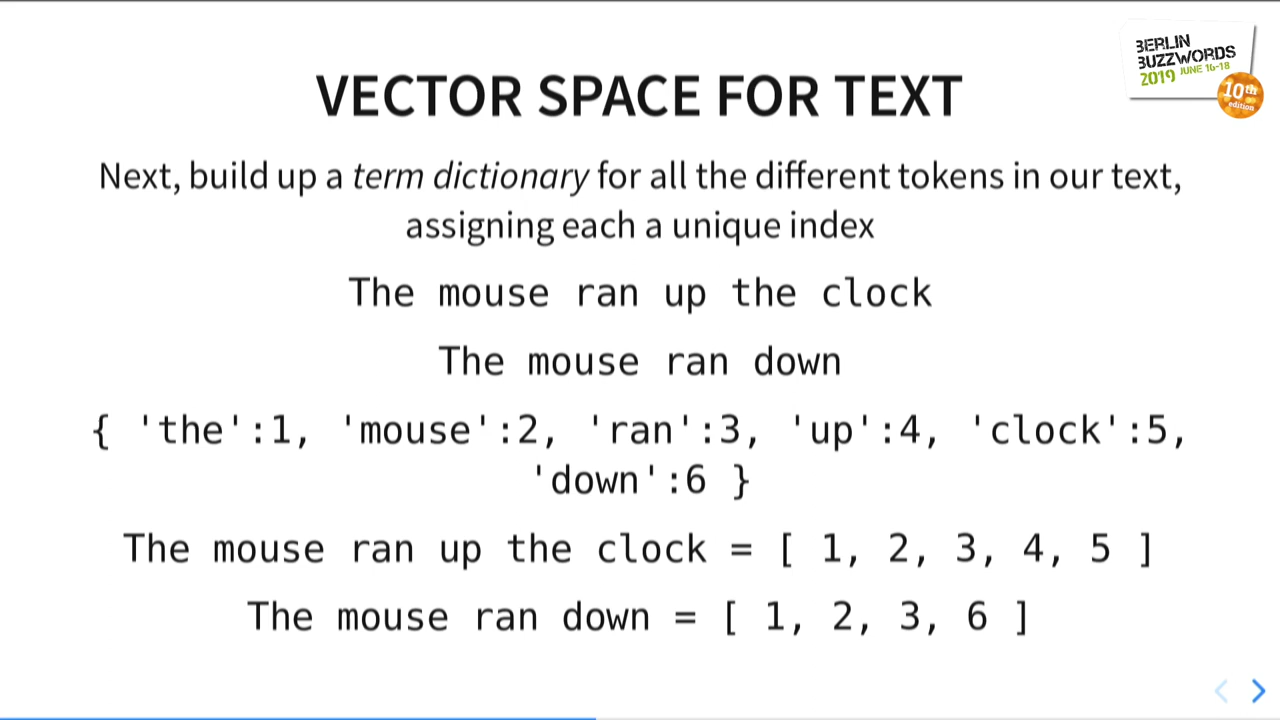 BERLIN
BUZZWORDS
2019 JUNE 16-18
10th
edition
VECTOR SPACE FOR TEXT
Next, build up a term dictionary for all the different tokens in our text,
assigning each a unique index
The mouse ran up the clock
The mouse ran down
{ 'the':1, 'mouse':2, 'ran':3, 'up':4, 'clock':5,
'down':6 }
The mouse ran up the clock = [ 1, 2, 3, 4, 5 ]
The mouse ran down = [ 1, 2, 3, 6 ]